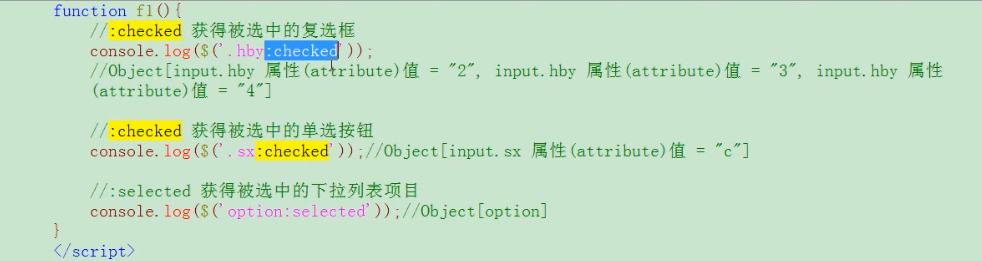 function f1(){
//:checked 获得被选中的复选框
console.log($('.hby:checked'));
//Object[input.hby 属性(attribute)值 = "2", input.hby 属性(attribute)值 = "3", input.hby 属性
(attribute)值 = "4"]
//:checked 获得被选中的单选按钮
console.log($('.sx:checked'));//Object[input.sx 属性(attribute)值 = "c"]
//:selected 获得被选中的下拉列表项目
console.log($('option:selected'));//Object[option]
}
</script>